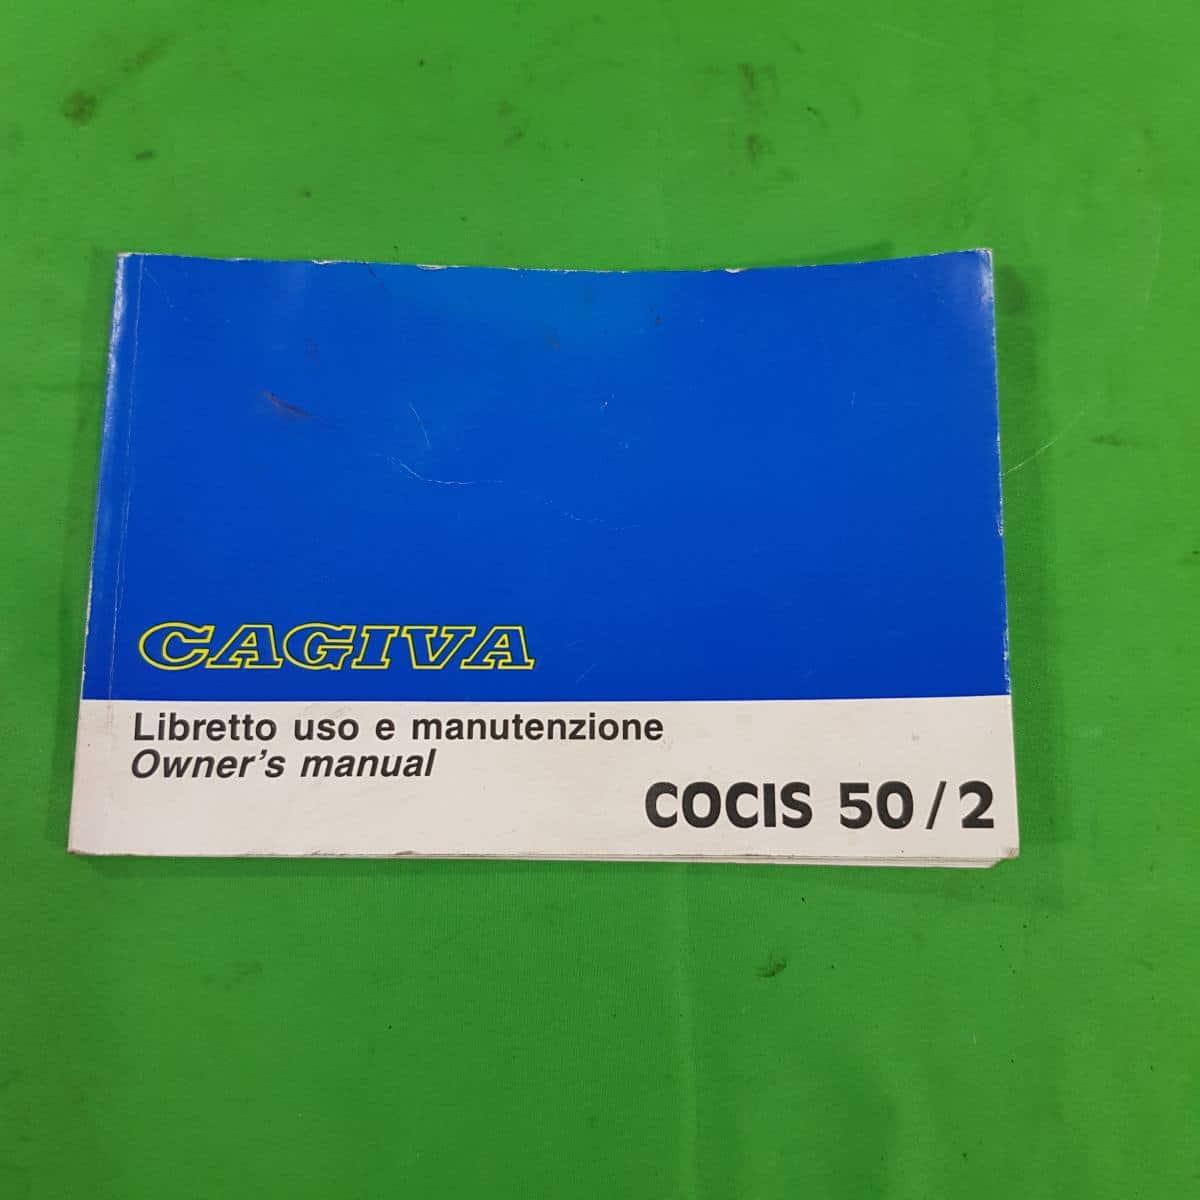 CAGIVA
Libretto uso e manutenzione
Owner's manual
COCIS 50/2